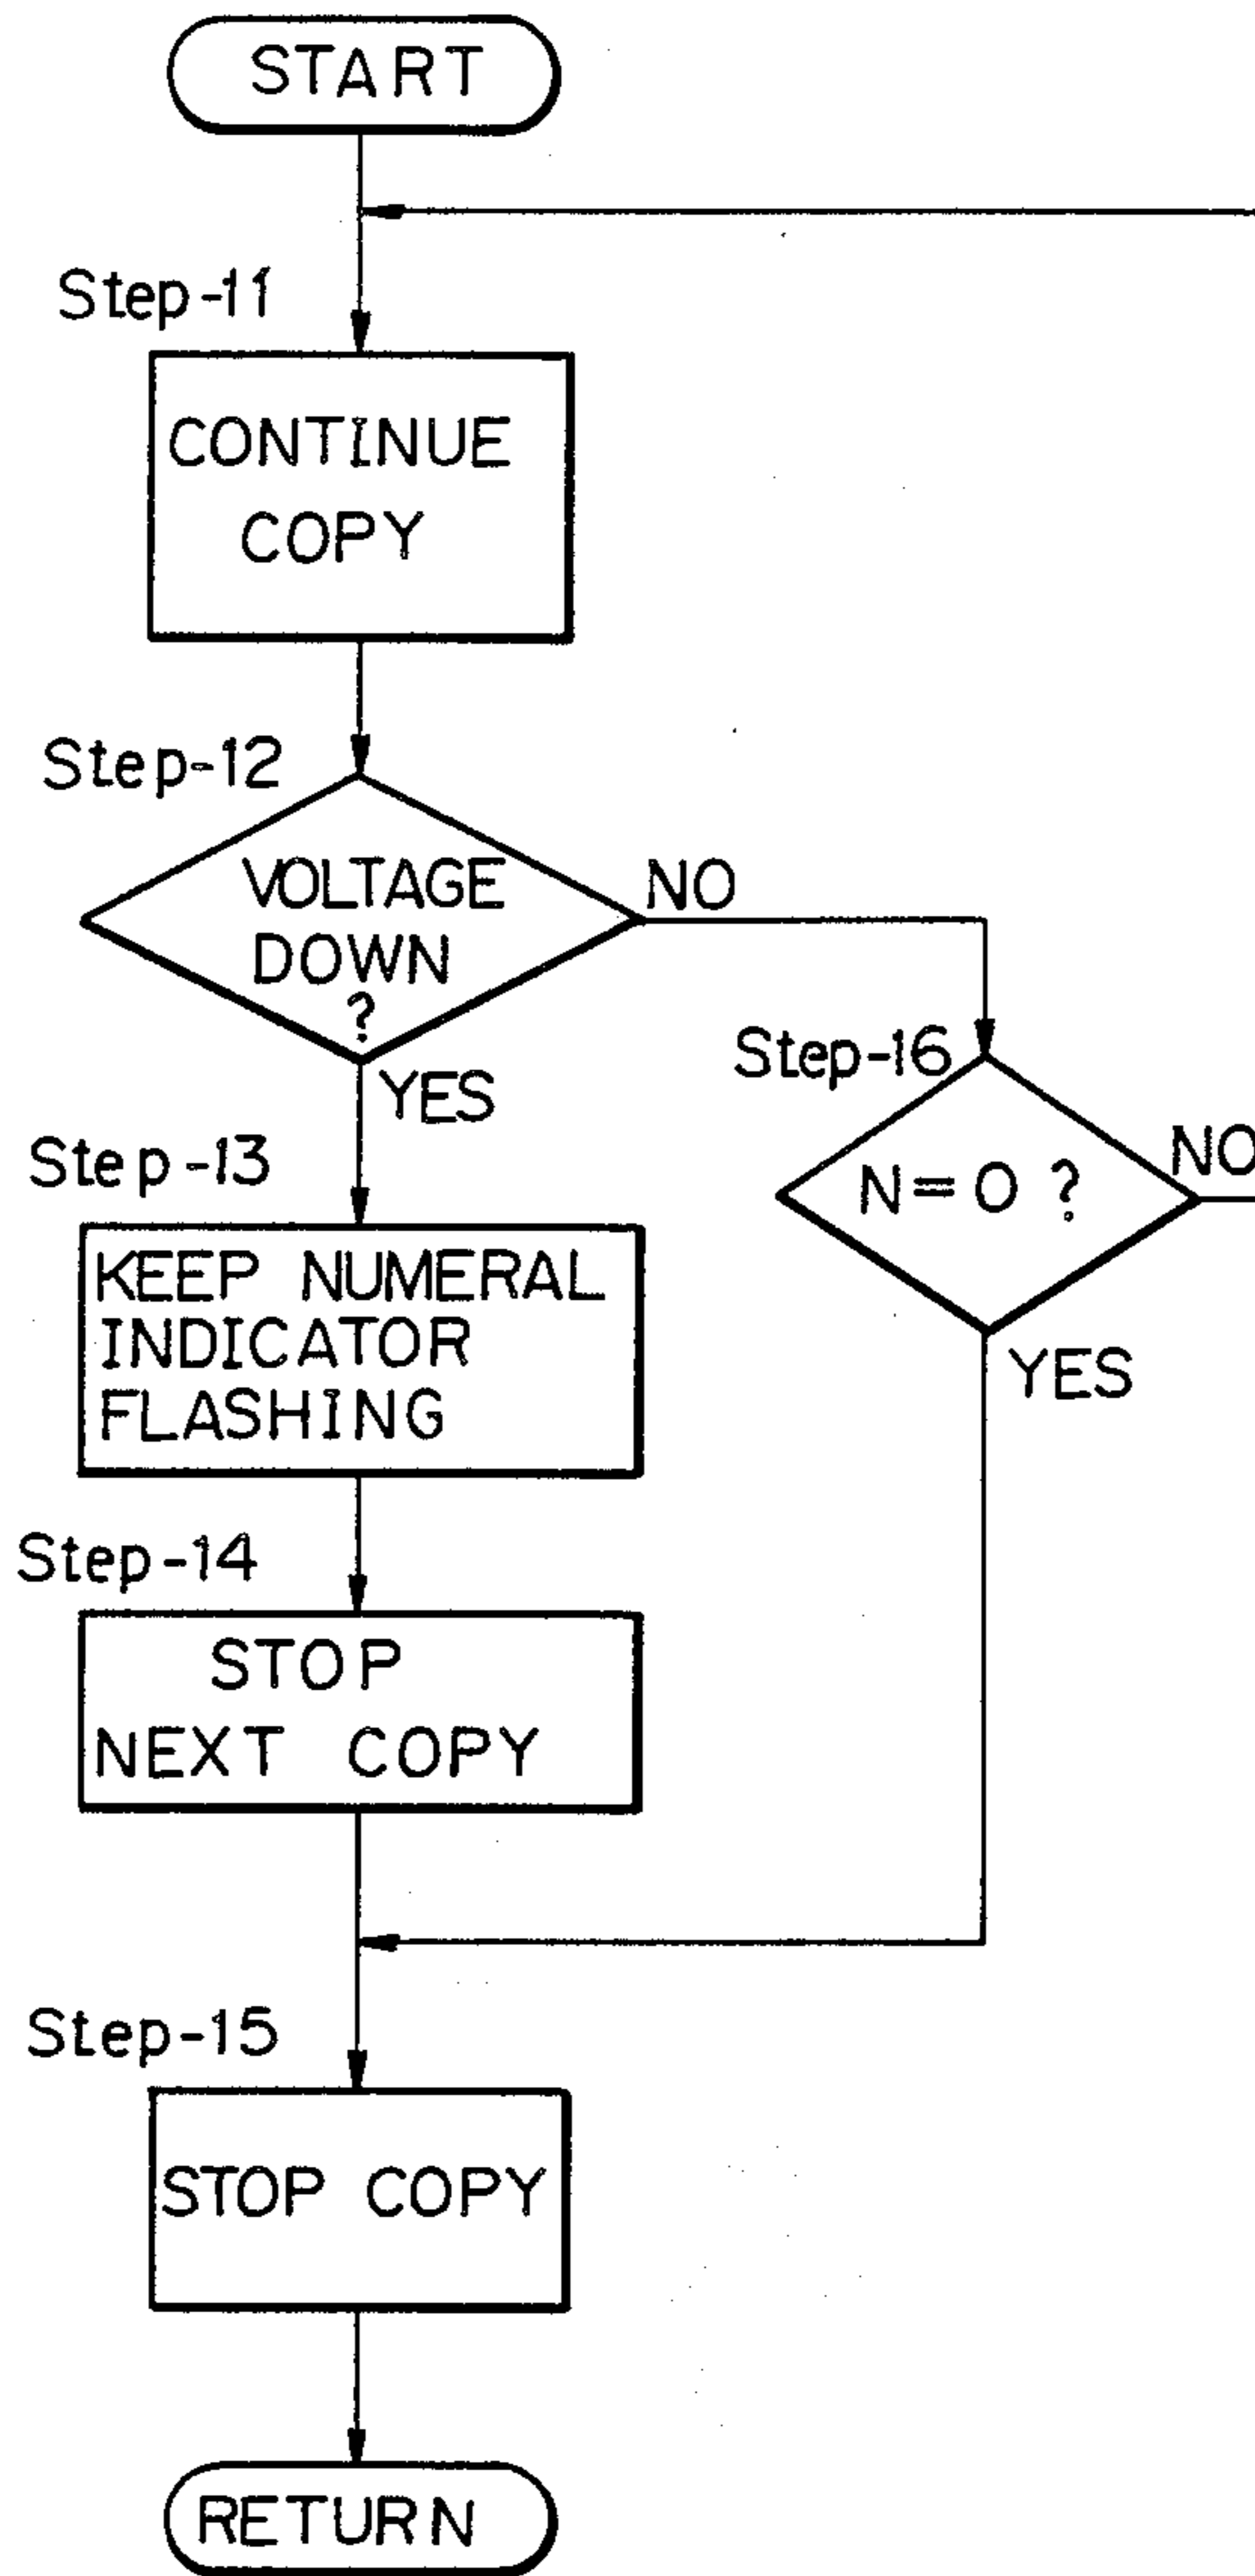 START
Step-11
CONTINUE
COPY
Step-12
VOLTAGE
DOWN
?
NO
YES
Step-16
N=0 ?
NO
YES
Step-13
KEEP NUMERAL
INDICATOR
FLASHING
Step-14
STOP
NEXT COPY
Step-15
STOP COPY
RETURN